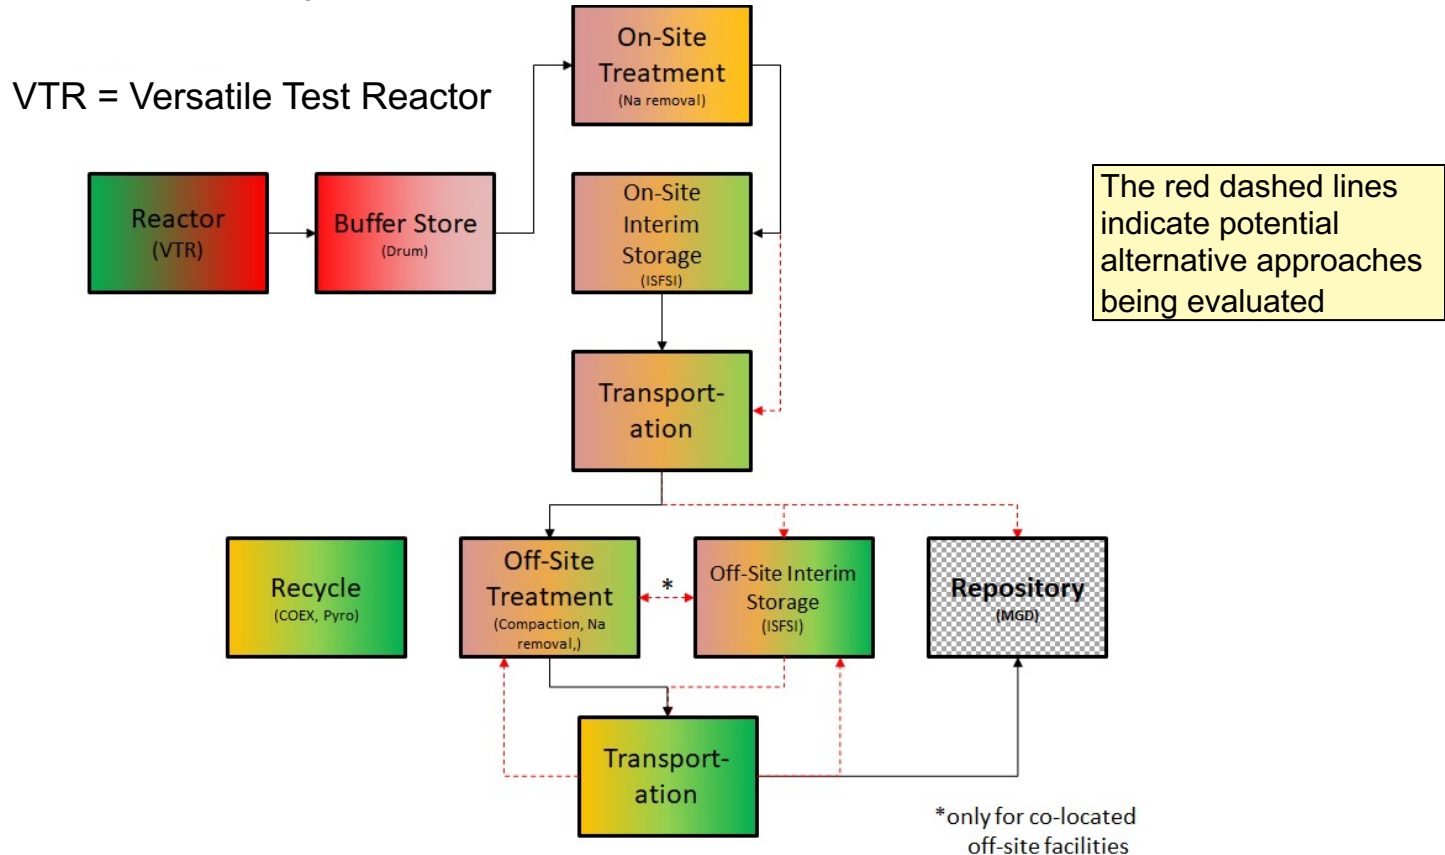 On-Site
Treatment
(Na removal)
VTR = Versatile Test Reactor
Reactor
(VTR)
Buffer Store
(Drum)
On-Site
Interim
Storage
(ISFSI)
The red dashed lines
indicate potential
alternative approaches
being evaluated
Transport-
ation
Recycle
(COEX, Pyro)
Off-Site
Treatment
(Compaction, Na
removal,)
*
Off-Site Interim
Storage
(ISFSI)
Repository
(MGD)
Transport-
ation
*only for co-located
off-site facilities